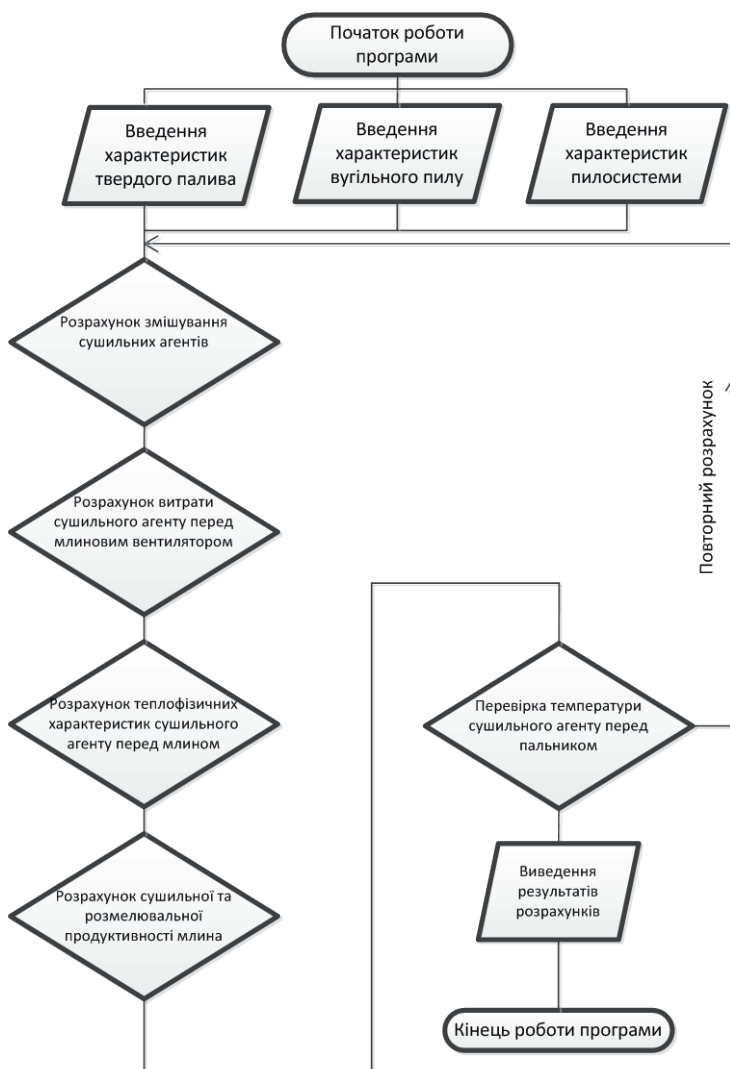 Початок роботи
програми
Введення
характеристик
твердого палива
Введення
характеристик
вугільного пилу
Введення
характеристик
пилосистеми
Розрахунок змішування
сушильних агентів
Розрахунок витрати
сушильного агенту перед
млиновим вентилятором
Розрахунок теплофізичних
характеристик сушильного
агенту перед млином
Розрахунок сушильної та
розмелювальної
продуктивності млина
Повторний розрахунок
Перевірка температури
сушильного агенту перед
пальником
Виведення
результатів
розрахунків
Кінець роботи програми